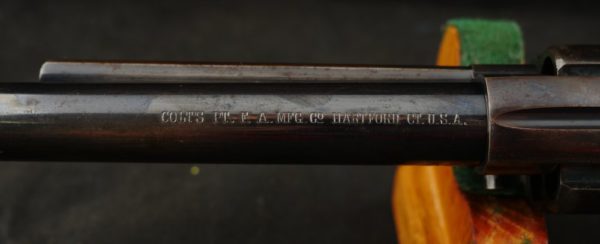 COLT'S PT. F. A. MFG. CO. HARTFORD CT. U.S.A.